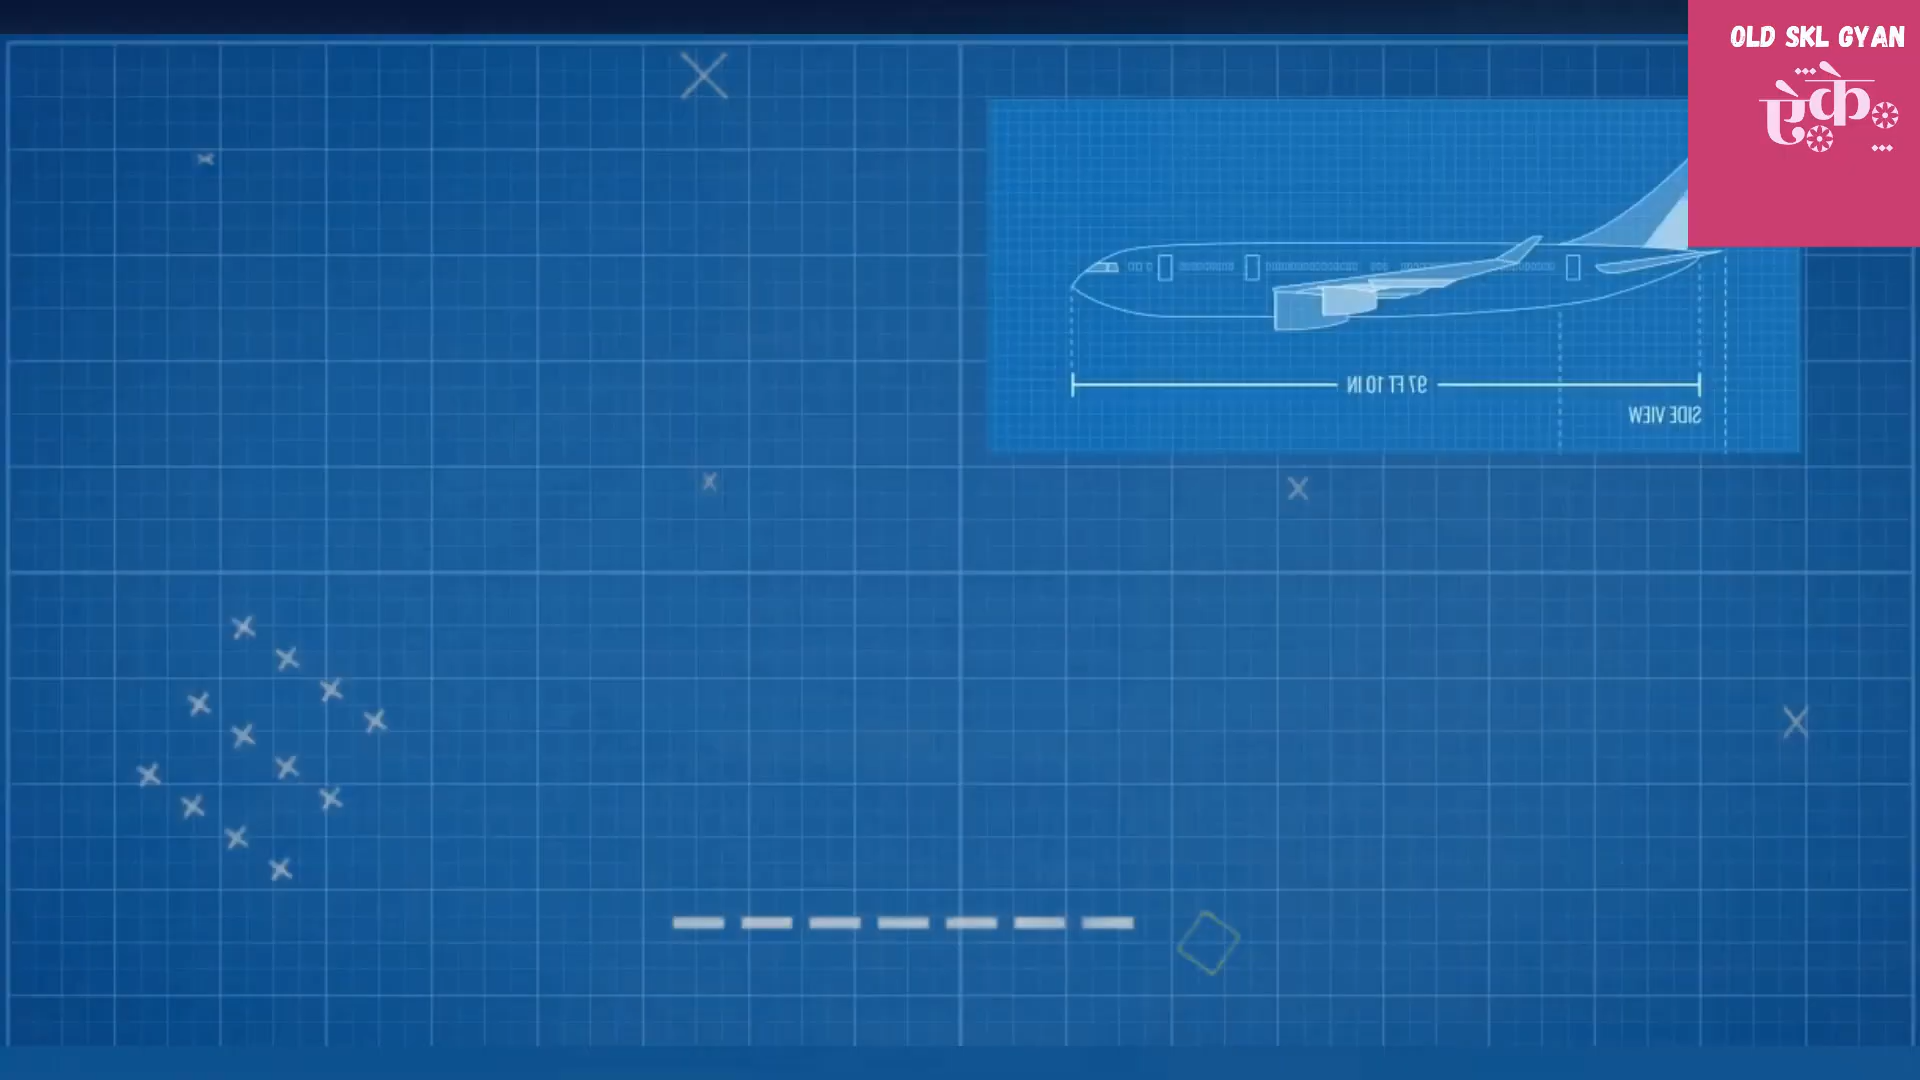 OLD SKL GYAN
ऐके
97 FT 10 IN
SIDE VIEW